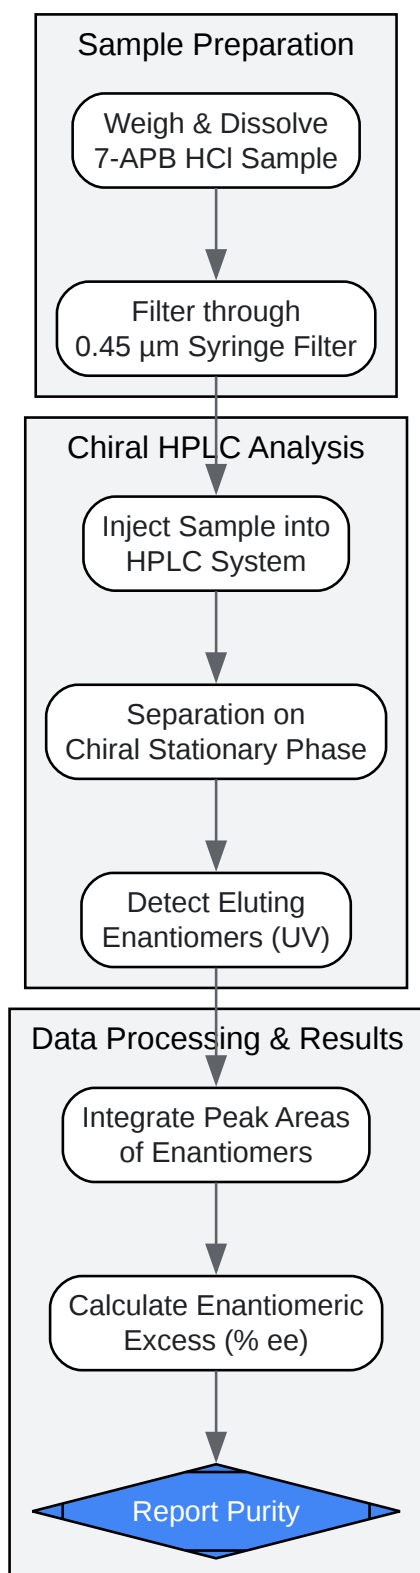 Sample Preparation
Weigh & Dissolve
7-APB HCl Sample
Filter through
0.45 µm Syringe Filter
Chiral HPLC Analysis
Inject Sample into
HPLC System
Separation on
Chiral Stationary Phase
Detect Eluting
Enantiomers (UV)
Data Processing & Results
Integrate Peak Areas
of Enantiomers
Calculate Enantiomeric
Excess (% ee)
Report Purity